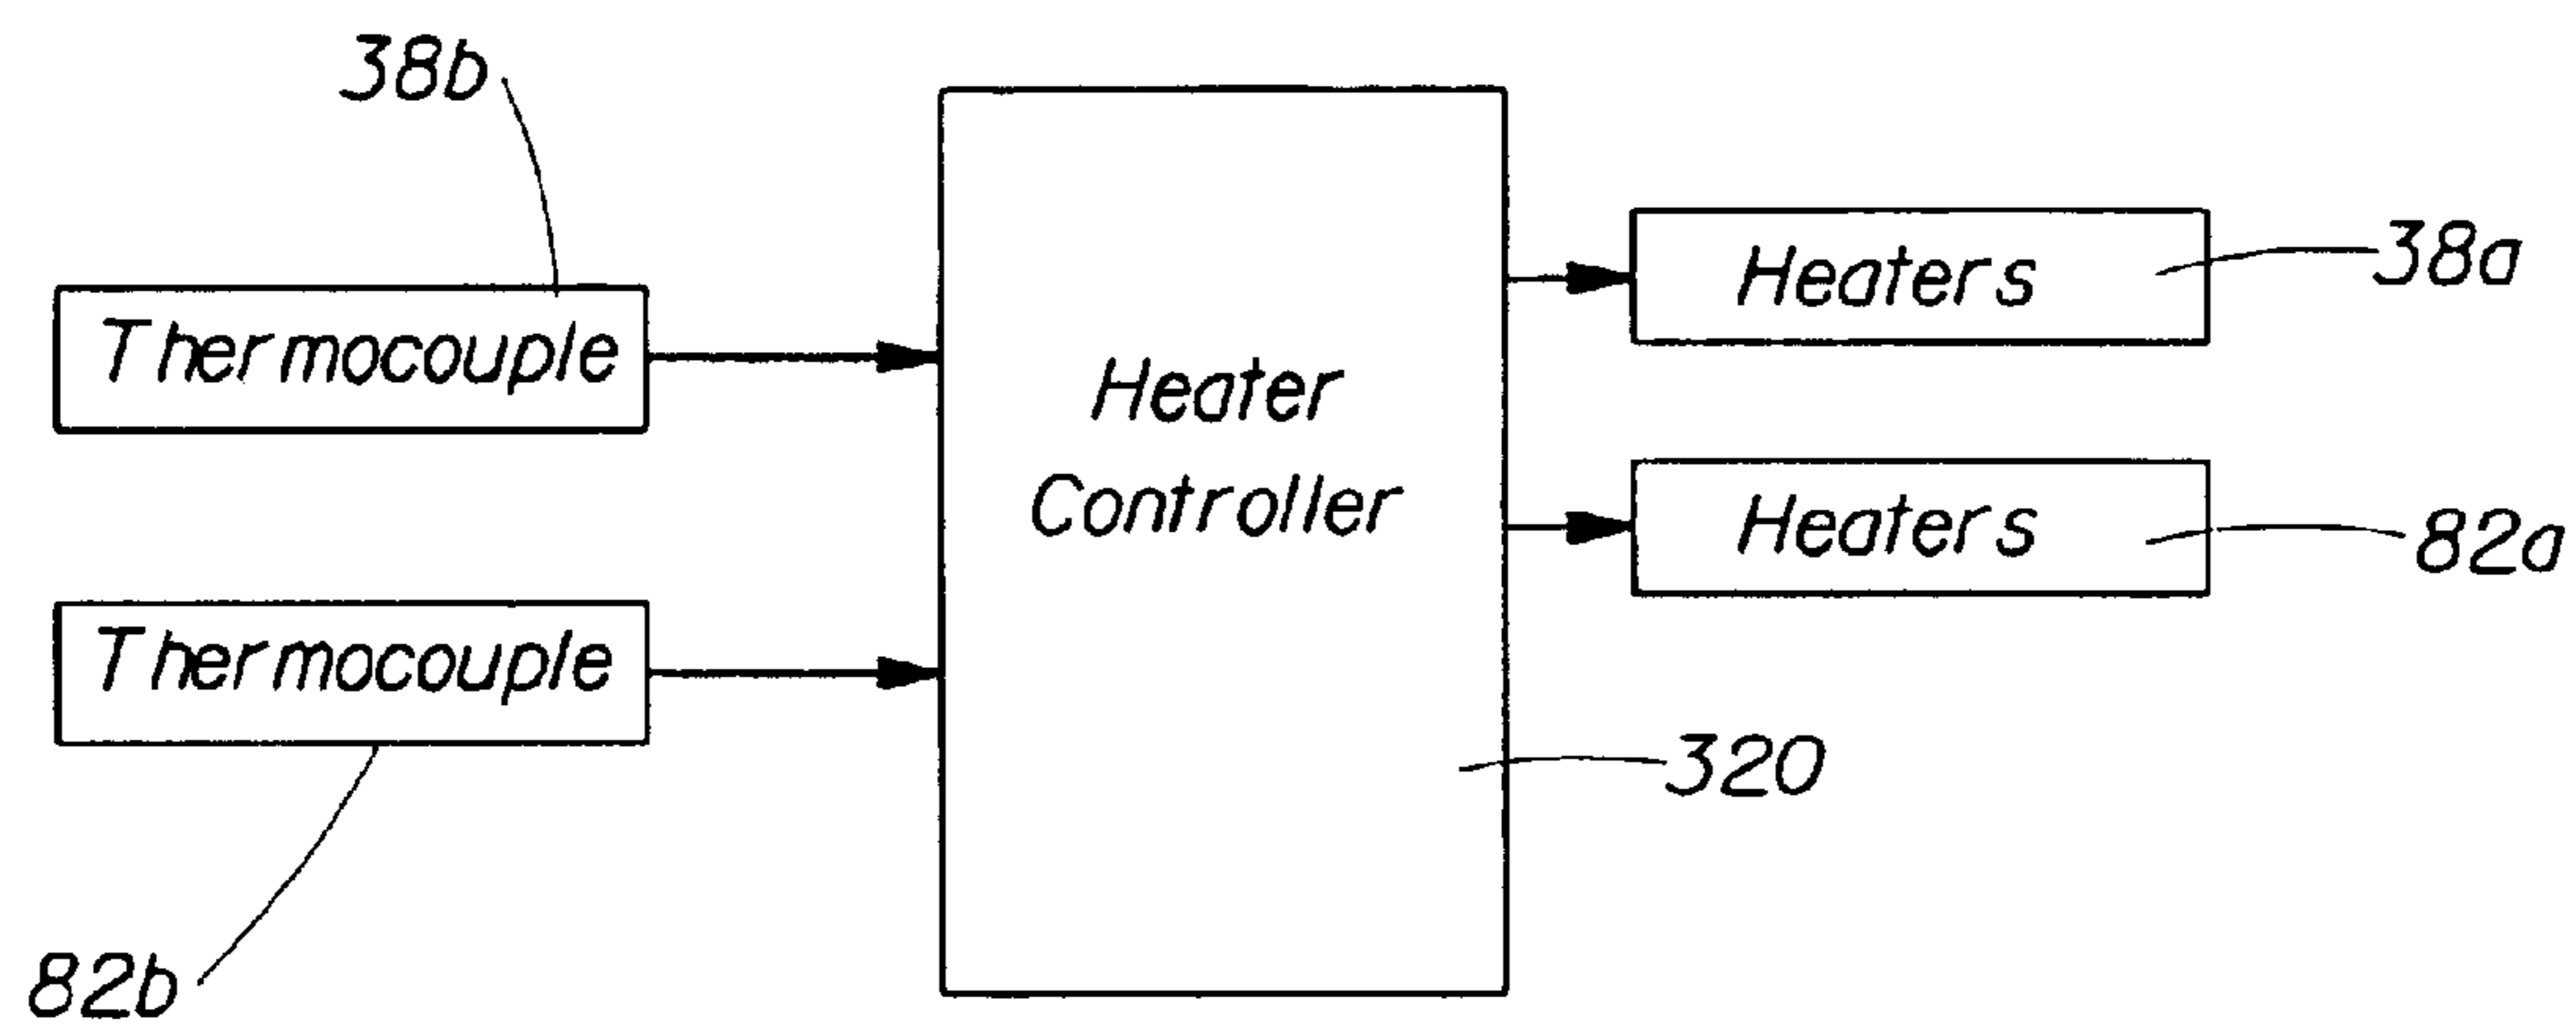 38b
Thermocouple
Heater
Controller
Heaters
38a
Heaters
82a
Thermocouple
320
82b